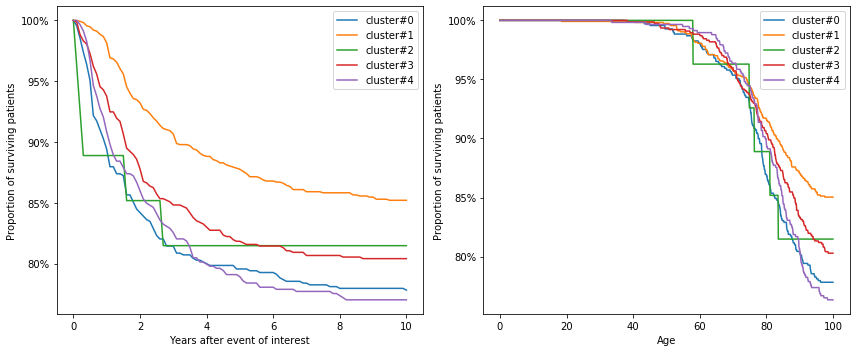 100%
95%
90%
85%
80%
Proportion of surviving patients
0
2
4
6
8
10
Years after event of interest
cluster#0
cluster#1
cluster#2
cluster#3
cluster#4
100%
95%
90%
85%
80%
Proportion of surviving patients
0
20
40
60
80
100
Age
cluster#0
cluster#1
cluster#2
cluster#3
cluster#4